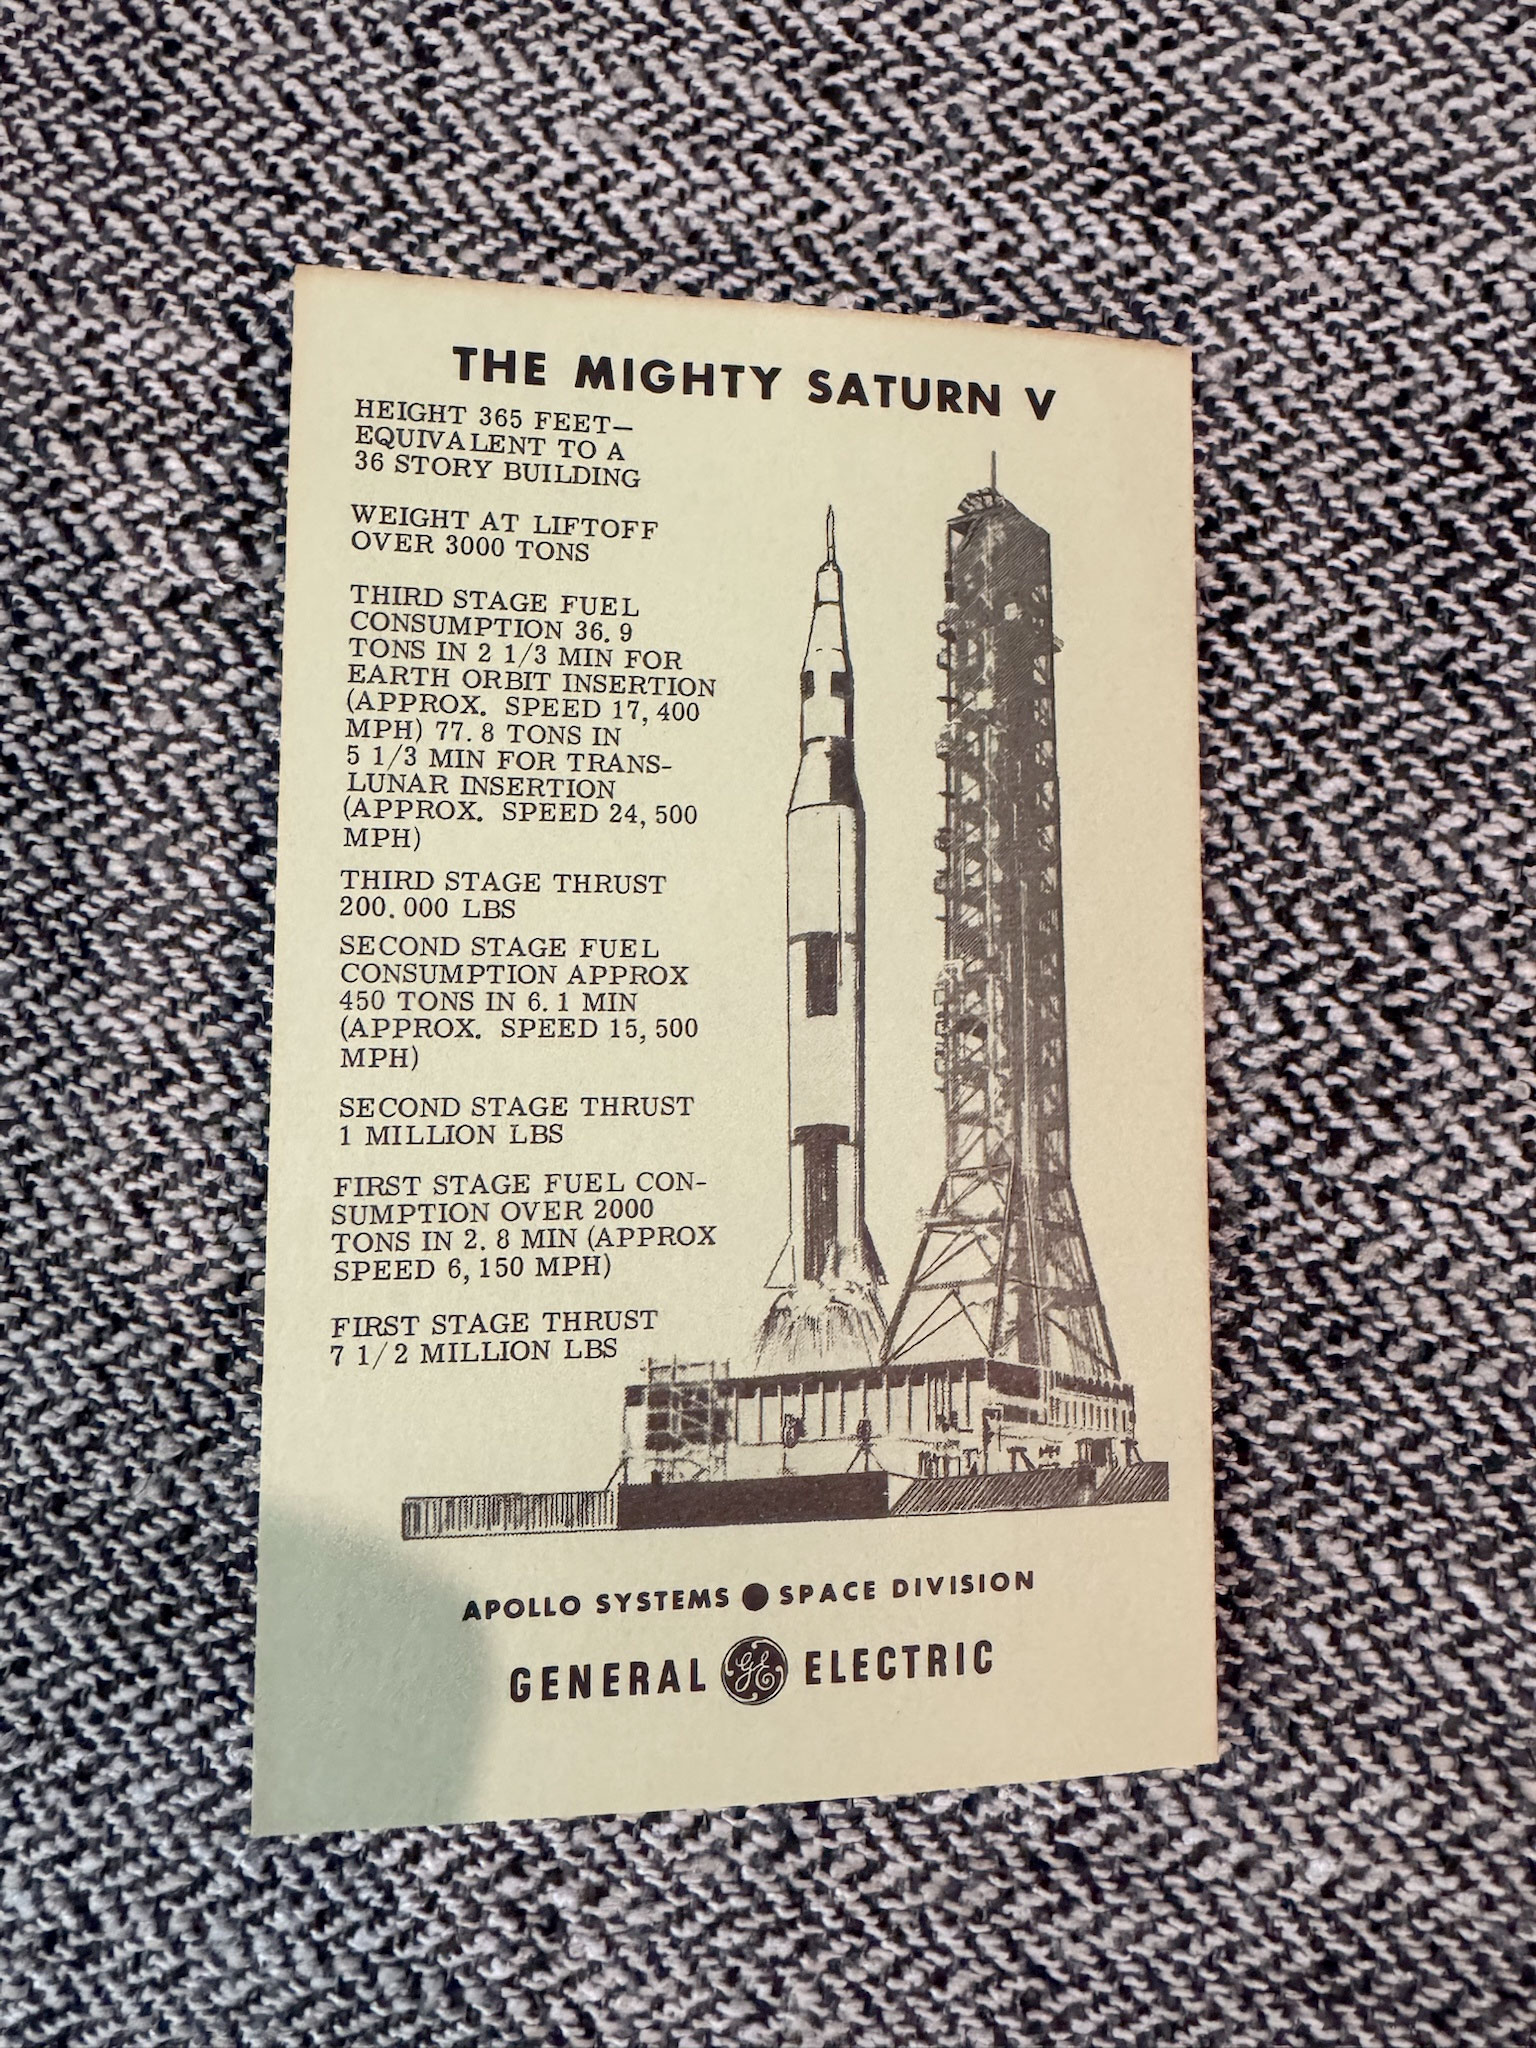 THE MIGHTY SATURN V
HEIGHT 365 FEET—
EQUIVALENT TO A
36 STORY BUILDING
WEIGHT AT LIFTOFF
OVER 3000 TONS
THIRD STAGE FUEL
CONSUMPTION 36.9
TONS IN 2 1/3 MIN FOR
EARTH ORBIT INSERTION
(APPROX. SPEED 17,400
MPH) 77.8 TONS IN
5 1/3 MIN FOR TRANS-
LUNAR INSERTION
(APPROX. SPEED 24,500
MPH)
THIRD STAGE THRUST
200.000 LBS
SECOND STAGE FUEL
CONSUMPTION APPROX
450 TONS IN 6.1 MIN
(APPROX. SPEED 15,500
MPH)
SECOND STAGE THRUST
1 MILLION LBS
FIRST STAGE FUEL CON-
SUMPTION OVER 2000
TONS IN 2.8 MIN (APPROX
SPEED 6,150 MPH)
FIRST STAGE THRUST
7 1/2 MILLION LBS
APOLLO SYSTEMS ● SPACE DIVISION
GENERAL GE ELECTRIC